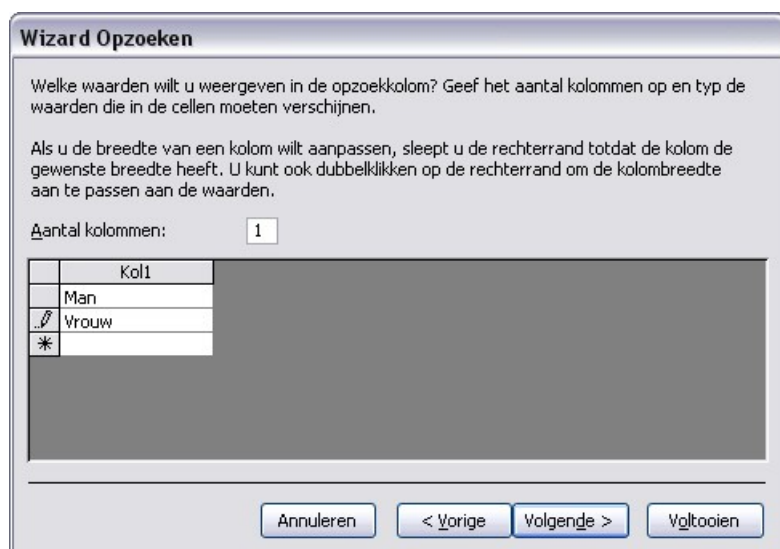 Wizard Opzoeken
Welke waarden wilt u weergeven in de opzoekkolom? Geef het aantal kolommen op en typ de
waarden die in de cellen moeten verschijnen.
Als u de breedte van een kolom wilt aanpassen, sleept u de rechterrand totdat de kolom de
gewenste breedte heeft. U kunt ook dubbelklikken op de rechterrand om de kolombreedte
aan te passen aan de waarden.
Aantal kolommen: 1
Kol1
Man
Vrouw
Annuleren < Vorige Volgende > Voltooien